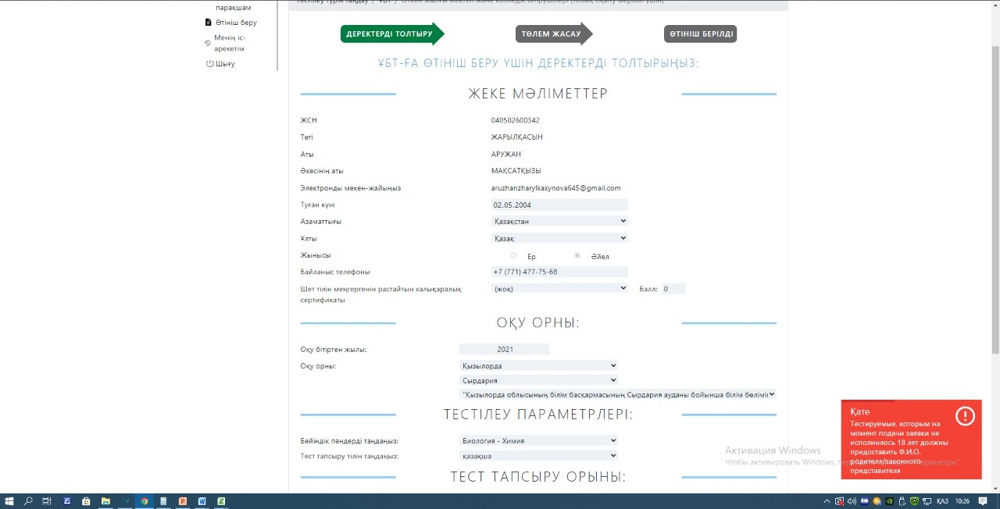 парақшам
Өтініш беру
Менің іс-
әрекетім
Шығу
Тестілеу түрін таңдау / ҰБТ / Өткен жылғы мектеп және колледж бітірушілері (толық оқыту мерзімі үшін)
ДЕРЕКТЕРДІ ТОЛТЫРУ
ТӨЛЕМ ЖАСАУ
ӨТІНІШ БЕРІЛДІ
ҰБТ-ҒА ӨТІНІШ БЕРУ ҮШІН ДЕРЕКТЕРДІ ТОЛТЫРЫҢЫЗ:
ЖЕКЕ МӘЛІМЕТТЕР
ЖСН 040502600342
Тегі ЖАРЫЛҚАСЫН
Аты АРУЖАН
Әкесінің аты МАҚСАТҚЫЗЫ
Электронды мекен-жайыңыз aruzhanzharylkasynova645@gmail.com
Туған күні 02.05.2004
Азаматтығы Қазақстан
Ұлты Қазақ
Жынысы Ер Әйел
Байланыс телефоны +7 (771) 477-75-68
Шет тілін меңгергенін растайтын халықаралық (жоқ) Балл: 0
сертификаты
ОҚУ ОРНЫ:
Оқу бітірген жылы: 2021
Оқу орны: Қызылорда
Сырдария
"Қызылорда облысының білім басқармасының Сырдария ауданы бойынша білім бөлімін
ТЕСТІЛЕУ ПАРАМЕТРЛЕРІ:
Бейіндік пәндерді таңдаңыз: Биология - Химия
Тест тапсыру тілін таңдаңыз: қазақша
ТЕСТ ТАПСЫРУ ОРЫНЫ:
Қате
Тестируемые, которым на
момент подачи заявки не
исполнилось 18 лет должны
предоставить Ф.И.О.
родителя/законного
представителя
Активация Windows
Чтобы активировать Windows, пер параметры".
ҚАЗ 10:26